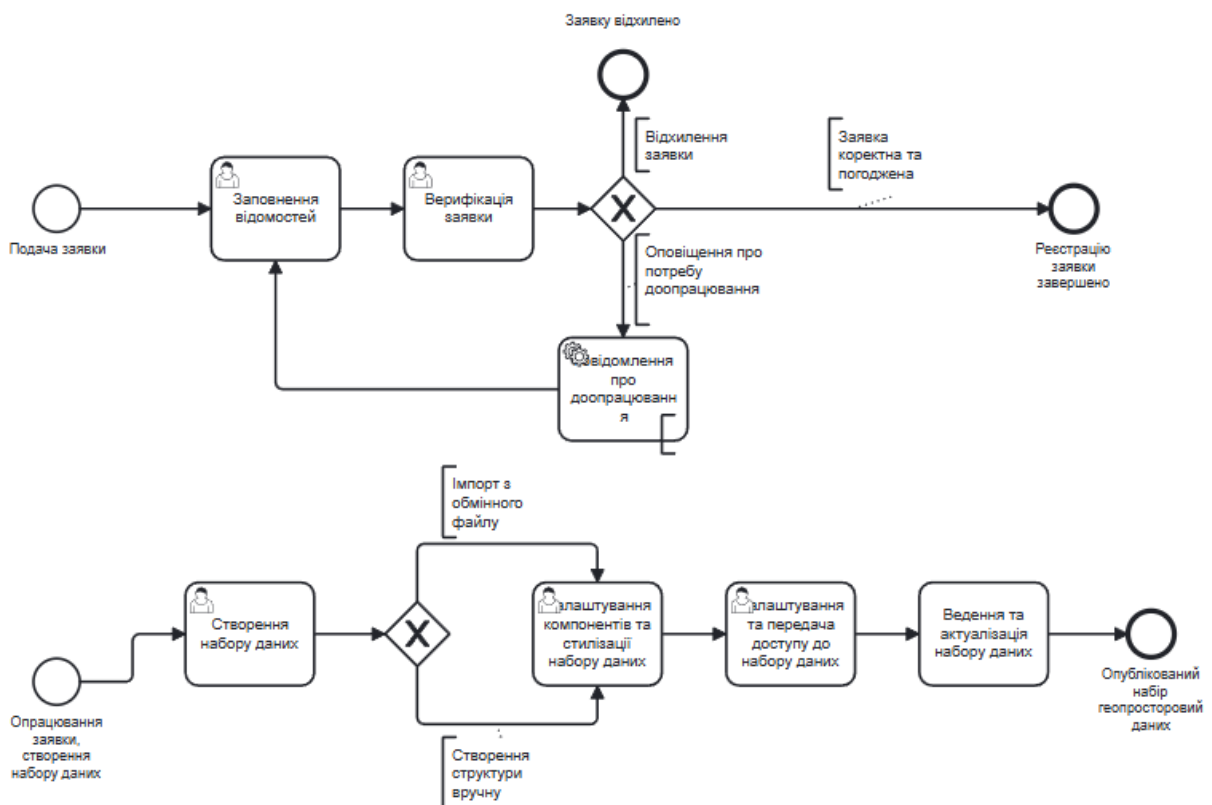 Заявку відхилено
Відхилення
заявки
Заявка
коректна та
погоджена
Заповнення
відомостей
Верифікація
заявки
Подача заявки
Оповіщення про
потребу
доопрацювання
Реєстрацію
заявки
завершено
овідомлення
про
доопрацюванн
я
Імпорт з
обмінного
файлу
Створення
набору даних
алаштування
компонентів та
стилізації
набору даних
алаштування
та передача
доступу до
набору даних
Ведення та
актуалізація
набору даних
Опрацювання
заявки,
створення
набору даних
Створення
структури
вручну
Опублікований
набір
геопросторовий
даних